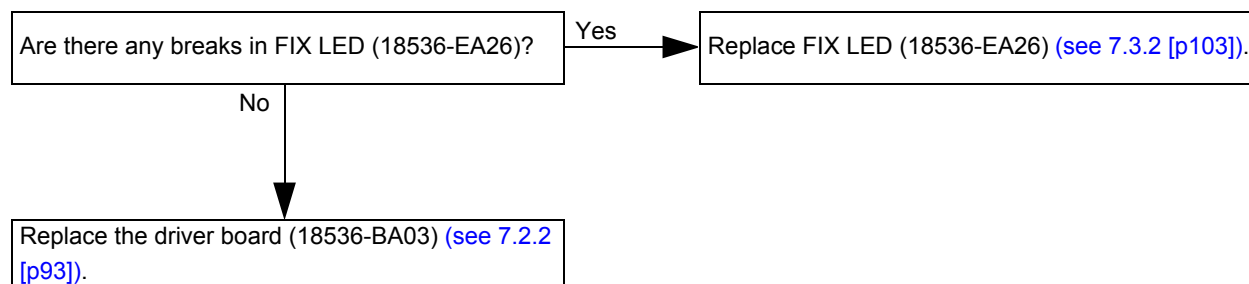 Are there any breaks in FIX LED (18536-EA26)?
Yes
Replace FIX LED (18536-EA26) (see 7.3.2 [p103]).
No
Replace the driver board (18536-BA03) (see 7.2.2
[p93]).